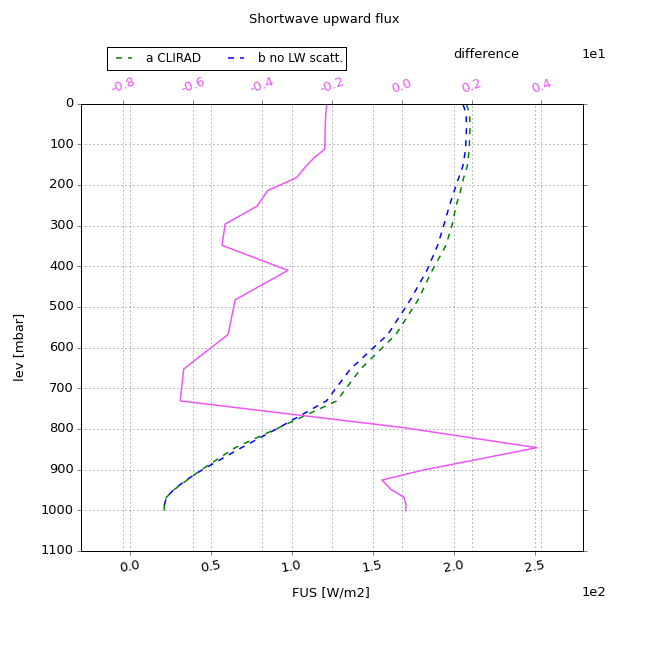 Shortwave upward flux
a CLIRAD b no LW scatt. difference 1e1
-0.8 -0.6 -0.4 -0.2 0.0 0.2 0.4
0
100
200
300
400
500
600
700
800
900
1000
1100
lev [mbar]
0.0 0.5 1.0 1.5 2.0 2.5
FUS [W/m2] 1e2